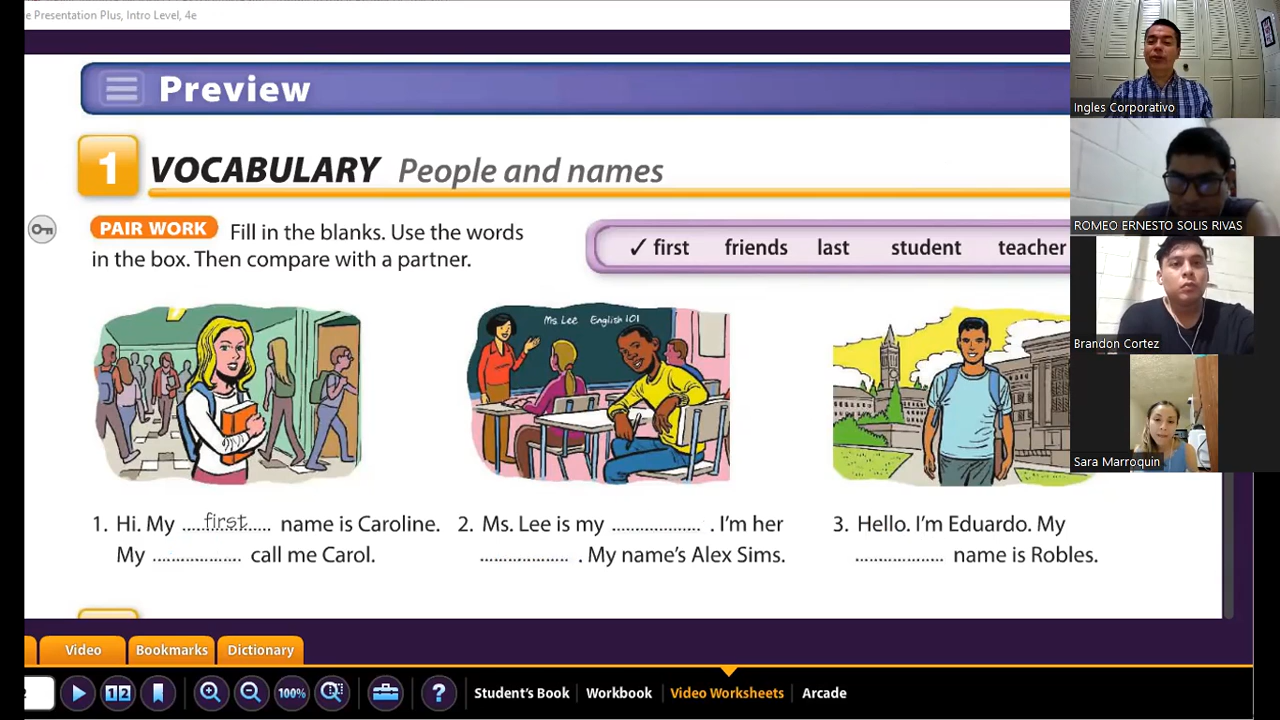 e Presentation Plus, Intro Level, 4e
Preview
1 VOCABULARY People and names
PAIR WORK Fill in the blanks. Use the words
in the box. Then compare with a partner.
✓ first friends last student teacher
Ms. Lee English 101
1. Hi. My ....first.... name is Caroline.
My .................. call me Carol.
2. Ms. Lee is my .................. . I'm her
.................. . My name's Alex Sims.
3. Hello. I'm Eduardo. My
.................. name is Robles.
Ingles Corporativo
ROMEO ERNESTO SOLIS RIVAS
Brandon Cortez
Sara Marroquin
Video Bookmarks Dictionary
2 1 2 100% ? Student's Book Workbook Video Worksheets Arcade